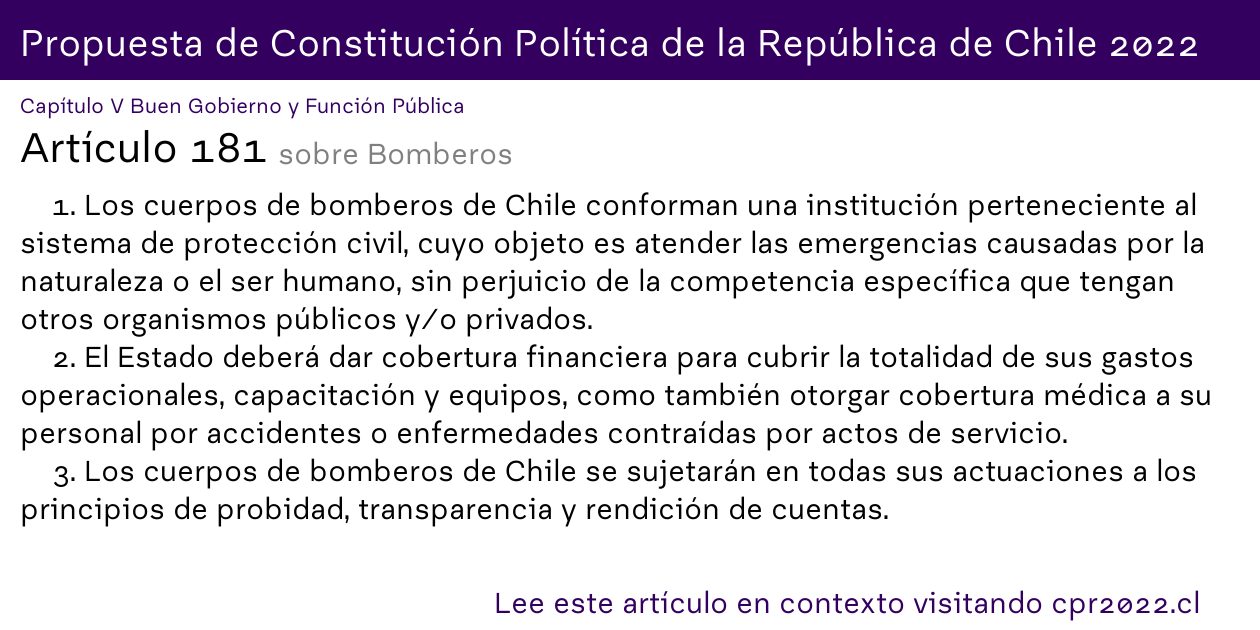 Propuesta de Constitución Política de la República de Chile 2022
Capítulo V Buen Gobierno y Función Pública
Artículo 181 sobre Bomberos
1. Los cuerpos de bomberos de Chile conforman una institución perteneciente al
sistema de protección civil, cuyo objeto es atender las emergencias causadas por la
naturaleza o el ser humano, sin perjuicio de la competencia específica que tengan
otros organismos públicos y/o privados.
2. El Estado deberá dar cobertura financiera para cubrir la totalidad de sus gastos
operacionales, capacitación y equipos, como también otorgar cobertura médica a su
personal por accidentes o enfermedades contraídas por actos de servicio.
3. Los cuerpos de bomberos de Chile se sujetarán en todas sus actuaciones a los
principios de probidad, transparencia y rendición de cuentas.
Lee este artículo en contexto visitando cpr2022.cl